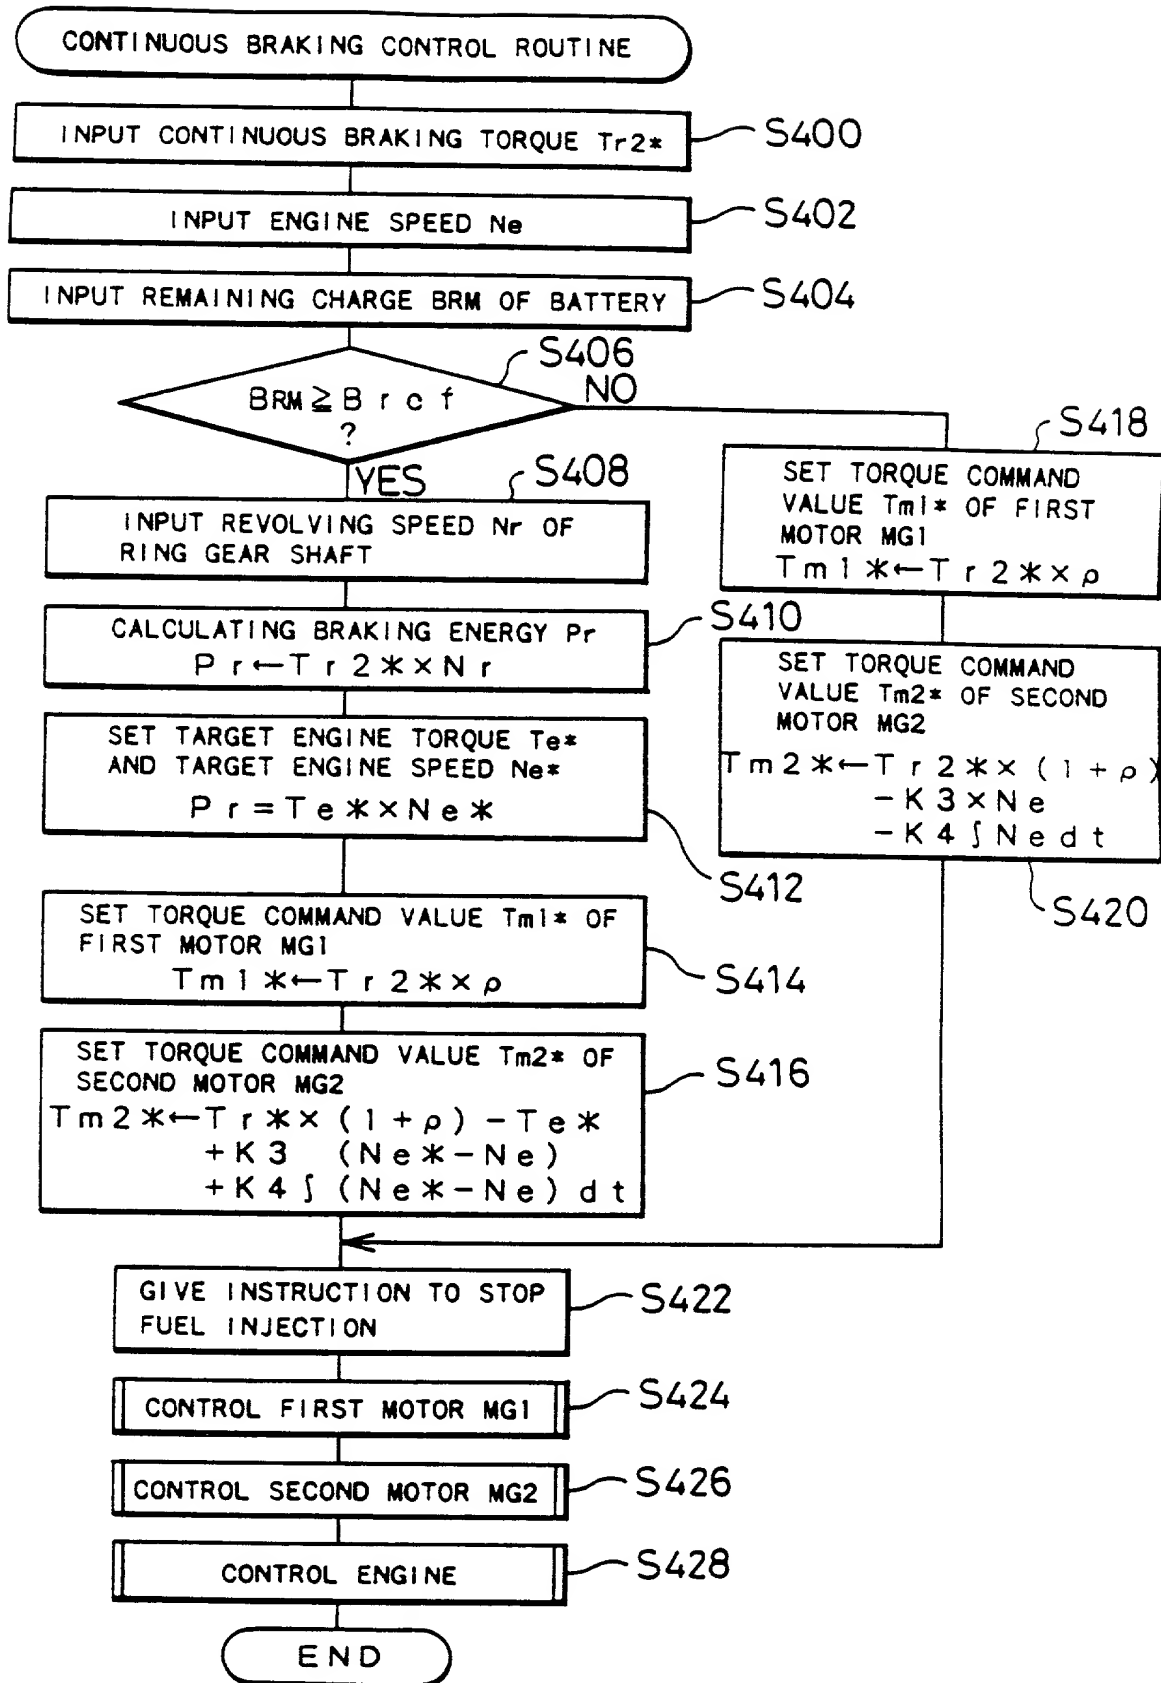 CONTINUOUS BRAKING CONTROL ROUTINE
INPUT CONTINUOUS BRAKING TORQUE Tr2*
S400
INPUT ENGINE SPEED Ne
S402
INPUT REMAINING CHARGE BRM OF BATTERY
S404
S406
BRM ≧ Brcf
?
NO
YES
S408
INPUT REVOLVING SPEED Nr OF
RING GEAR SHAFT
CALCULATING BRAKING ENERGY Pr
Pr←Tr2*×Nr
S410
SET TARGET ENGINE TORQUE Te*
AND TARGET ENGINE SPEED Ne*
Pr=Te*×Ne*
S412
SET TORQUE COMMAND VALUE Tm1* OF
FIRST MOTOR MG1
Tm1*←Tr2*×ρ
S414
SET TORQUE COMMAND VALUE Tm2* OF
SECOND MOTOR MG2
Tm2*←Tr*×(1+ρ)-Te*
+K3 (Ne*-Ne)
+K4∫(Ne*-Ne)dt
S416
S418
SET TORQUE COMMAND
VALUE Tm1* OF FIRST
MOTOR MG1
Tm1*←Tr2*×ρ
SET TORQUE COMMAND
VALUE Tm2* OF SECOND
MOTOR MG2
Tm2*←Tr2*×(1+ρ)
-K3×Ne
-K4∫Nedt
S420
GIVE INSTRUCTION TO STOP
FUEL INJECTION
S422
CONTROL FIRST MOTOR MG1
S424
CONTROL SECOND MOTOR MG2
S426
CONTROL ENGINE
S428
END